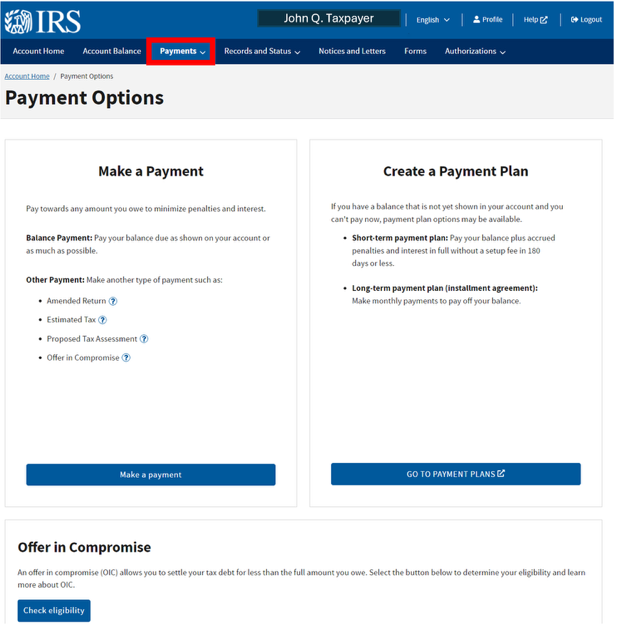 IRS
John Q. Taxpayer
English
Profile
Help
Logout
Account Home
Account Balance
Payments
Records and Status
Notices and Letters
Forms
Authorizations
Account Home / Payment Options
Payment Options
Make a Payment
Pay towards any amount you owe to minimize penalties and interest.
Balance Payment: Pay your balance due as shown on your account or
as much as possible.
Other Payment: Make another type of payment such as:
• Amended Return ?
• Estimated Tax ?
• Proposed Tax Assessment ?
• Offer in Compromise ?
Make a payment
Create a Payment Plan
If you have a balance that is not yet shown in your account and you
can't pay now, payment plan options may be available.
• Short-term payment plan: Pay your balance plus accrued
penalties and interest in full without a setup fee in 180
days or less.
• Long-term payment plan (installment agreement):
Make monthly payments to pay off your balance.
GO TO PAYMENT PLANS
Offer in Compromise
An offer in compromise (OIC) allows you to settle your tax debt for less than the full amount you owe. Select the button below to determine your eligibility and learn
more about OIC.
Check eligibility